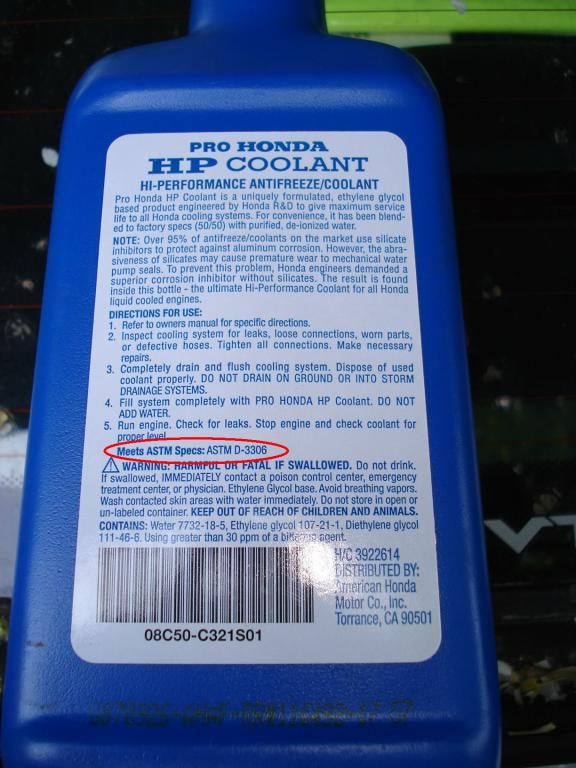 PRO HONDA
HP COOLANT
HI-PERFORMANCE ANTIFREEZE/COOLANT
Pro Honda HP Coolant is a uniquely formulated, ethylene glycol
based product engineered by Honda R&D to give maximum service
life to all Honda cooling systems. For convenience, it has been blend-
ed to factory specs (50/50) with purified, de-ionized water.
NOTE: Over 95% of antifreeze/coolants on the market use silicate
inhibitors to protect against aluminum corrosion. However, the abra-
siveness of silicates may cause premature wear to mechanical water
pump seals. To prevent this problem, Honda engineers demanded a
superior corrosion inhibitor without silicates. The result is found
inside this bottle - the ultimate Hi-Performance Coolant for all Honda
liquid cooled engines.
DIRECTIONS FOR USE:
1. Refer to owners manual for specific directions.
2. Inspect cooling system for leaks, loose connections, worn parts,
or defective hoses. Tighten all connections. Make necessary
repairs.
3. Completely drain and flush cooling system. Dispose of used
coolant properly. DO NOT DRAIN ON GROUND OR INTO STORM
DRAINAGE SYSTEMS.
4. Fill system completely with PRO HONDA HP Coolant. DO NOT
ADD WATER.
5. Run engine. Check for leaks. Stop engine and check coolant for
proper level.
Meets ASTM Specs: ASTM D-3306
WARNING: HARMFUL OR FATAL IF SWALLOWED. Do not drink.
If swallowed, IMMEDIATELY contact a poison control center, emergency
treatment center, or physician. Ethylene Glycol base. Avoid breathing vapors.
Wash contacted skin areas with water immediately. Do not store in open or
un-labeled container. KEEP OUT OF REACH OF CHILDREN AND ANIMALS.
CONTAINS: Water 7732-18-5, Ethylene glycol 107-21-1, Diethylene glycol
111-46-6. Using greater than 30 ppm of a agent.
H/C 3922614
DISTRIBUTED BY:
American Honda
Motor Co., Inc.
Torrance, CA 90501
08C50-C321S01